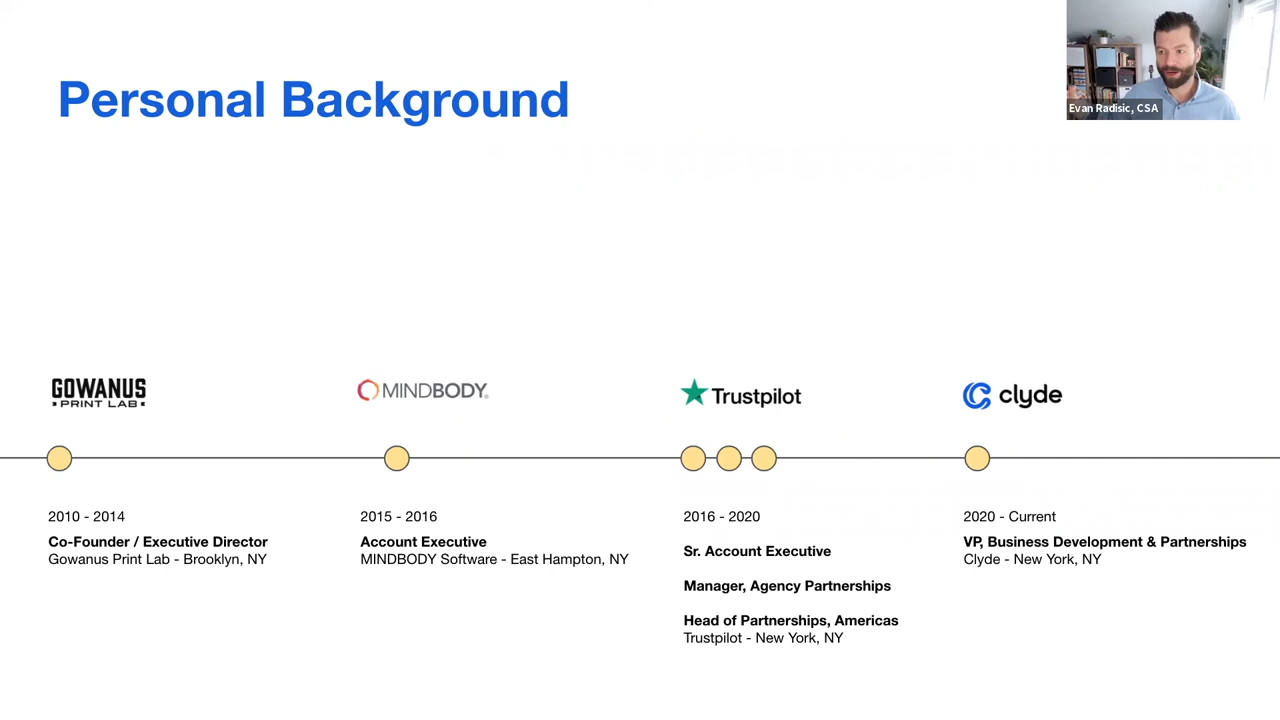 Personal Background
Evan Radisic, CSA
GOWANUS
PRINT LAB
MINDBODY
Trustpilot
clyde
2010 - 2014
Co-Founder / Executive Director
Gowanus Print Lab - Brooklyn, NY
2015 - 2016
Account Executive
MINDBODY Software - East Hampton, NY
2016 - 2020
Sr. Account Executive
Manager, Agency Partnerships
Head of Partnerships, Americas
Trustpilot - New York, NY
2020 - Current
VP, Business Development & Partnerships
Clyde - New York, NY